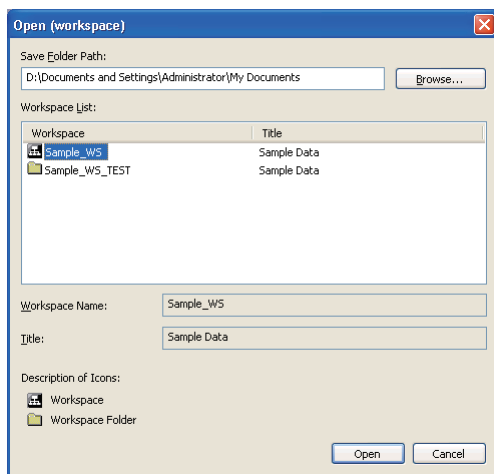 Open (workspace)
Save Folder Path:
D:\Documents and Settings\Administrator\My Documents
Browse...
Workspace List:
Workspace Title
Sample_WS Sample Data
Sample_WS_TEST Sample Data
Workspace Name: Sample_WS
Title: Sample Data
Description of Icons:
Workspace
Workspace Folder
Open Cancel